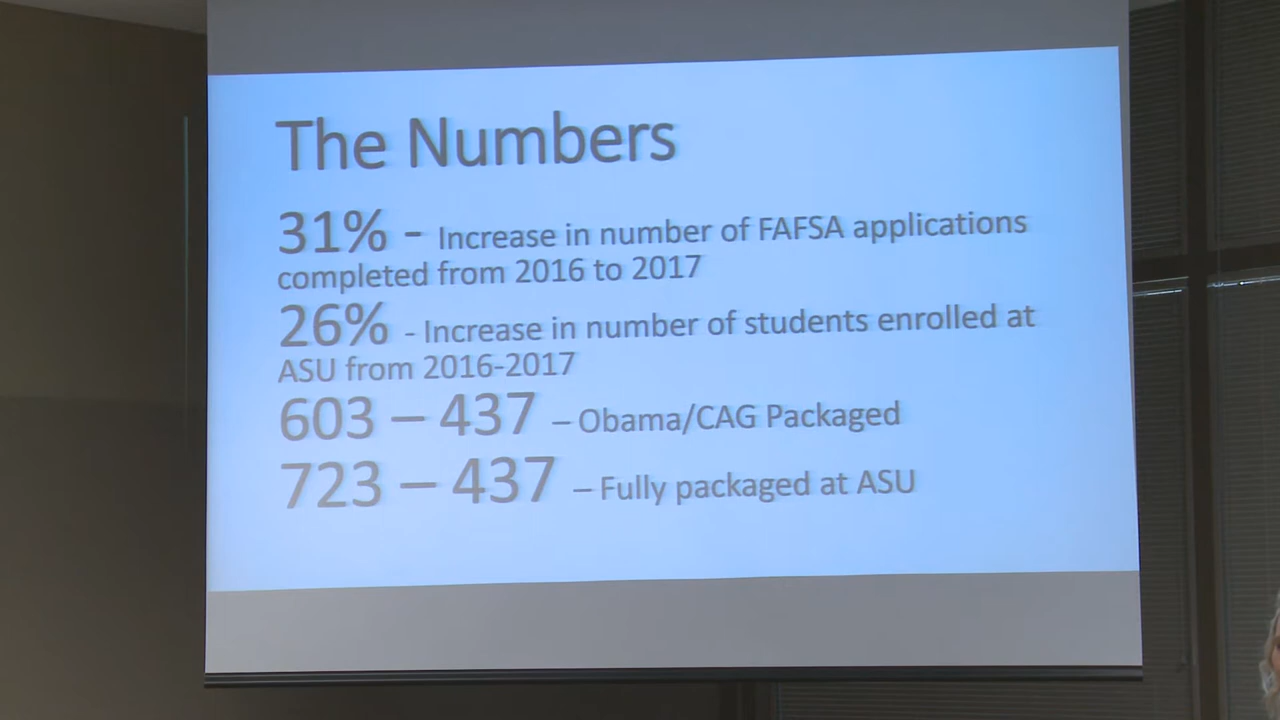 The Numbers
31% – Increase in number of FAFSA applications
completed from 2016 to 2017
26% - Increase in number of students enrolled at
ASU from 2016-2017
603 – 437 – Obama/CAG Packaged
723 – 437 – Fully packaged at ASU